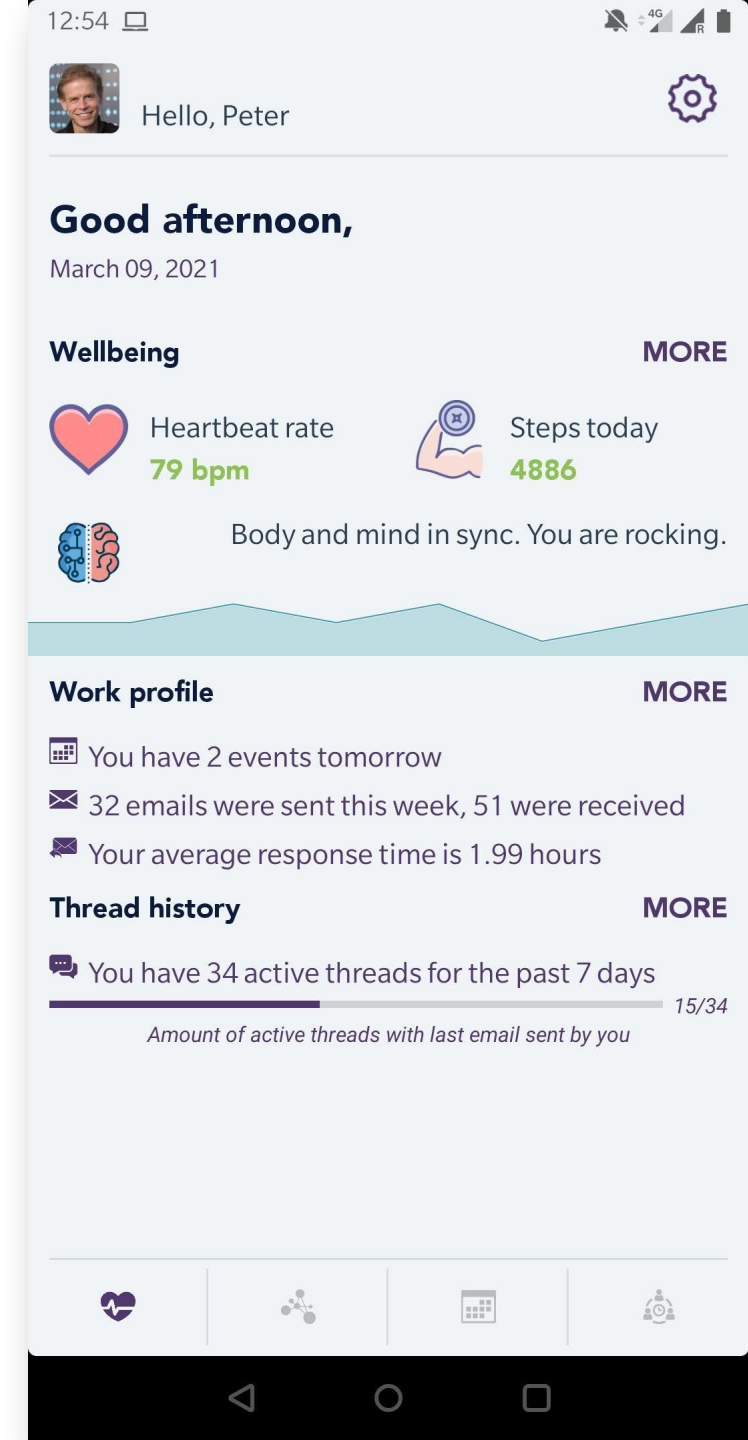 12:54
4G
R
Hello, Peter
Good afternoon,
March 09, 2021
Wellbeing
MORE
Heartbeat rate
79 bpm
Steps today
4886
Body and mind in sync. You are rocking.
Work profile
MORE
You have 2 events tomorrow
32 emails were sent this week, 51 were received
Your average response time is 1.99 hours
Thread history
MORE
You have 34 active threads for the past 7 days
15/34
Amount of active threads with last email sent by you